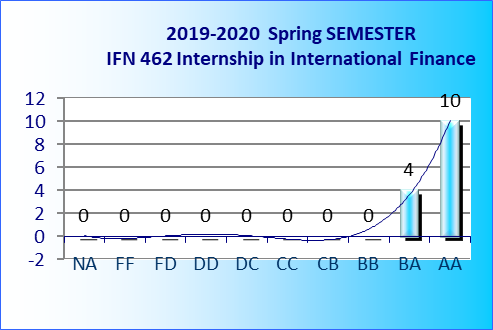 2019-2020 Spring SEMESTER
IFN 462 Internship in International Finance
12
10
8
6
4
2
0
-2
0 0 0 0 0 0 0 0 4 10
NA FF FD DD DC CC CB BB BA AA